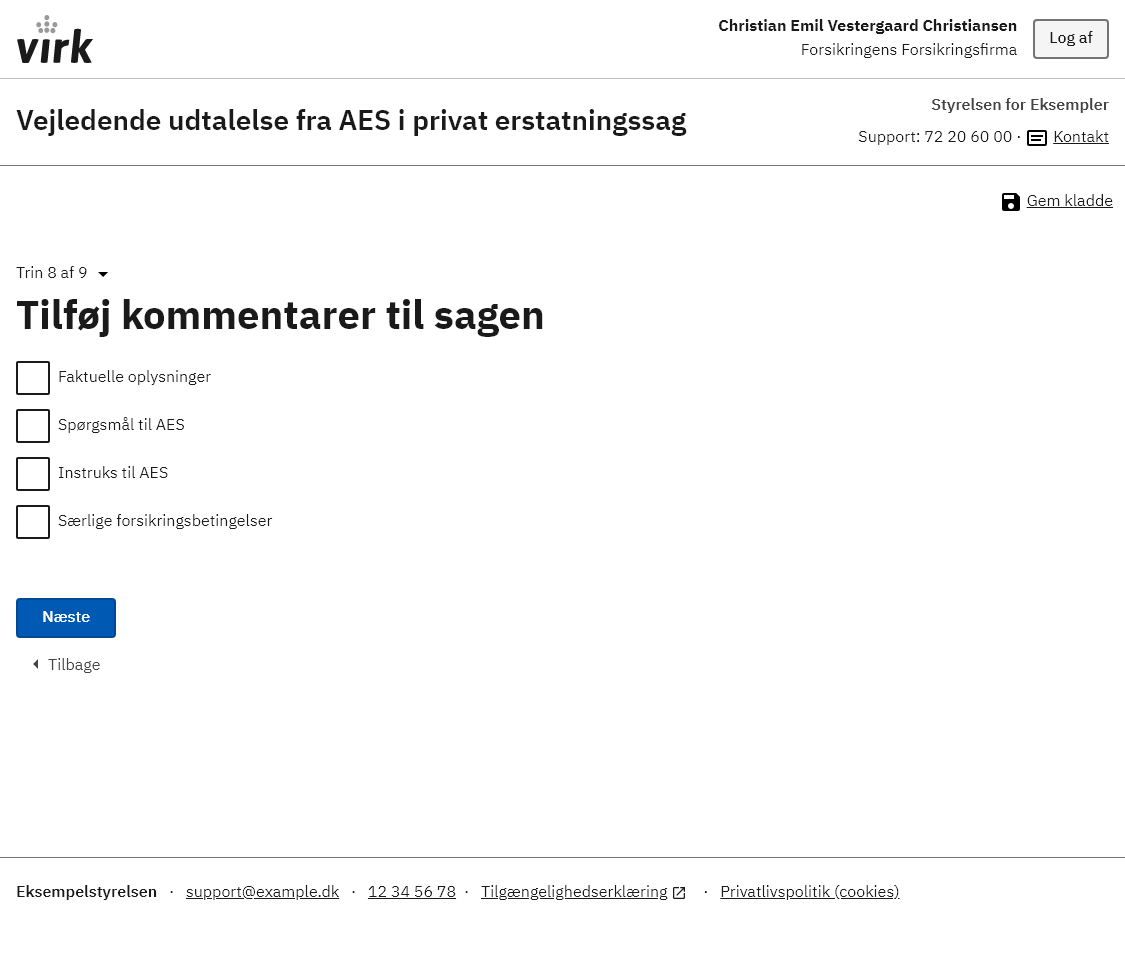 virk
Christian Emil Vestergaard Christiansen
Forsikringens Forsikringsfirma
Log af
Vejledende udtalelse fra AES i privat erstatningssag
Styrelsen for Eksempler
Support: 72 20 60 00 · Kontakt
Gem kladde
Trin 8 af 9
Tilføj kommentarer til sagen
Faktuelle oplysninger
Spørgsmål til AES
Instruks til AES
Særlige forsikringsbetingelser
Næste
Tilbage
Eksempelstyrelsen · support@example.dk · 12 34 56 78 · Tilgængelighedserklæring · Privatlivspolitik (cookies)